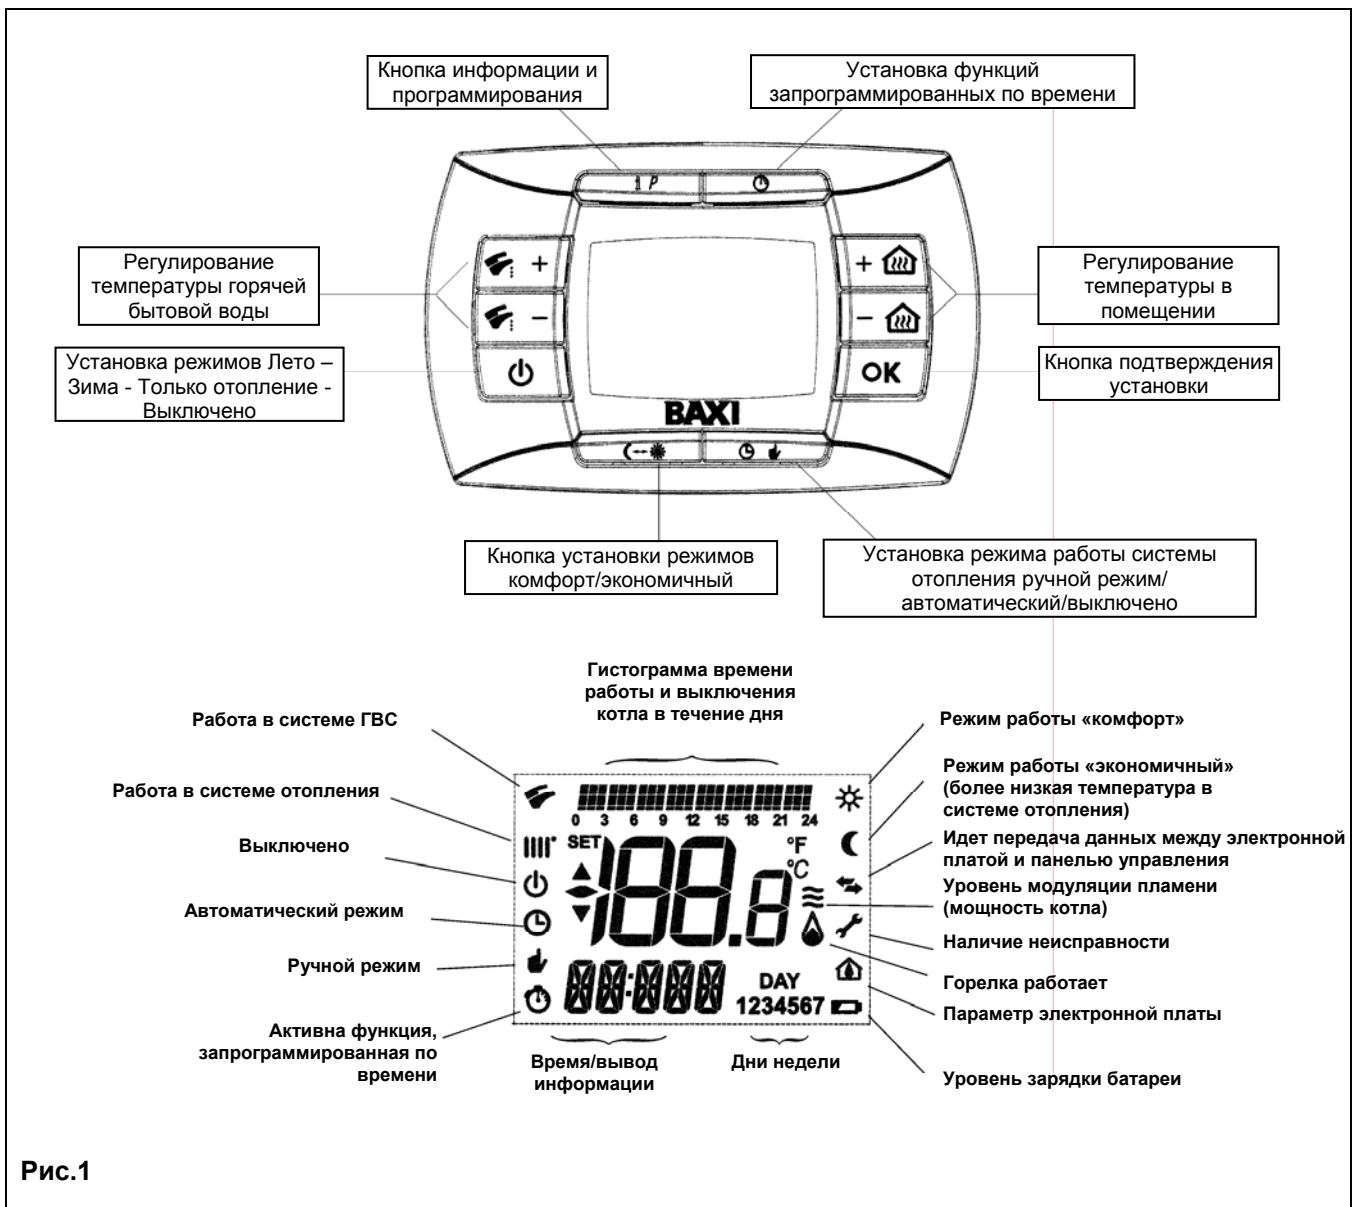 Кнопка информации и
программирования
Установка функций
запрограммированных по времени
i P
Регулирование
температуры горячей
бытовой воды
+
+
Регулирование
температуры в
помещении
−
−
Установка режимов Лето –
Зима - Только отопление -
Выключено
OK
Кнопка подтверждения
установки
BAXI
Кнопка установки режимов
комфорт/экономичный
Установка режима работы системы
отопления ручной режим/
автоматический/выключено
Гистограмма времени
работы и выключения
котла в течение дня
Работа в системе ГВС
Работа в системе отопления
Выключено
Автоматический режим
Ручной режим
Активна функция,
запрограммированная по
времени
0 3 6 9 12 15 18 21 24
SET
188.8
°F
°C
DAY
1234567
Время/вывод
информации
Дни недели
Режим работы «комфорт»
Режим работы «экономичный»
(более низкая температура в
системе отопления)
Идет передача данных между электронной
платой и панелью управления
Уровень модуляции пламени
(мощность котла)
Наличие неисправности
Горелка работает
Параметр электронной платы
Уровень зарядки батареи
Рис.1